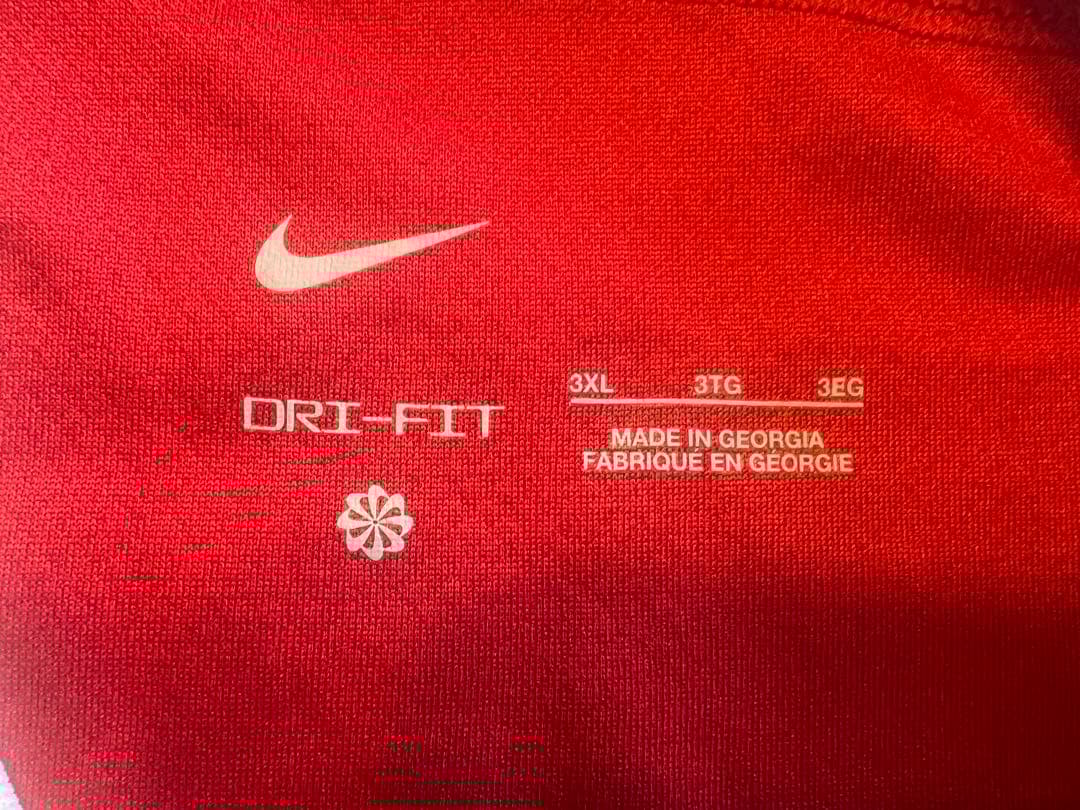 DRI-FIT
3XL 3TG 3EG
MADE IN GEORGIA
FABRIQUÉ EN GÉORGIE